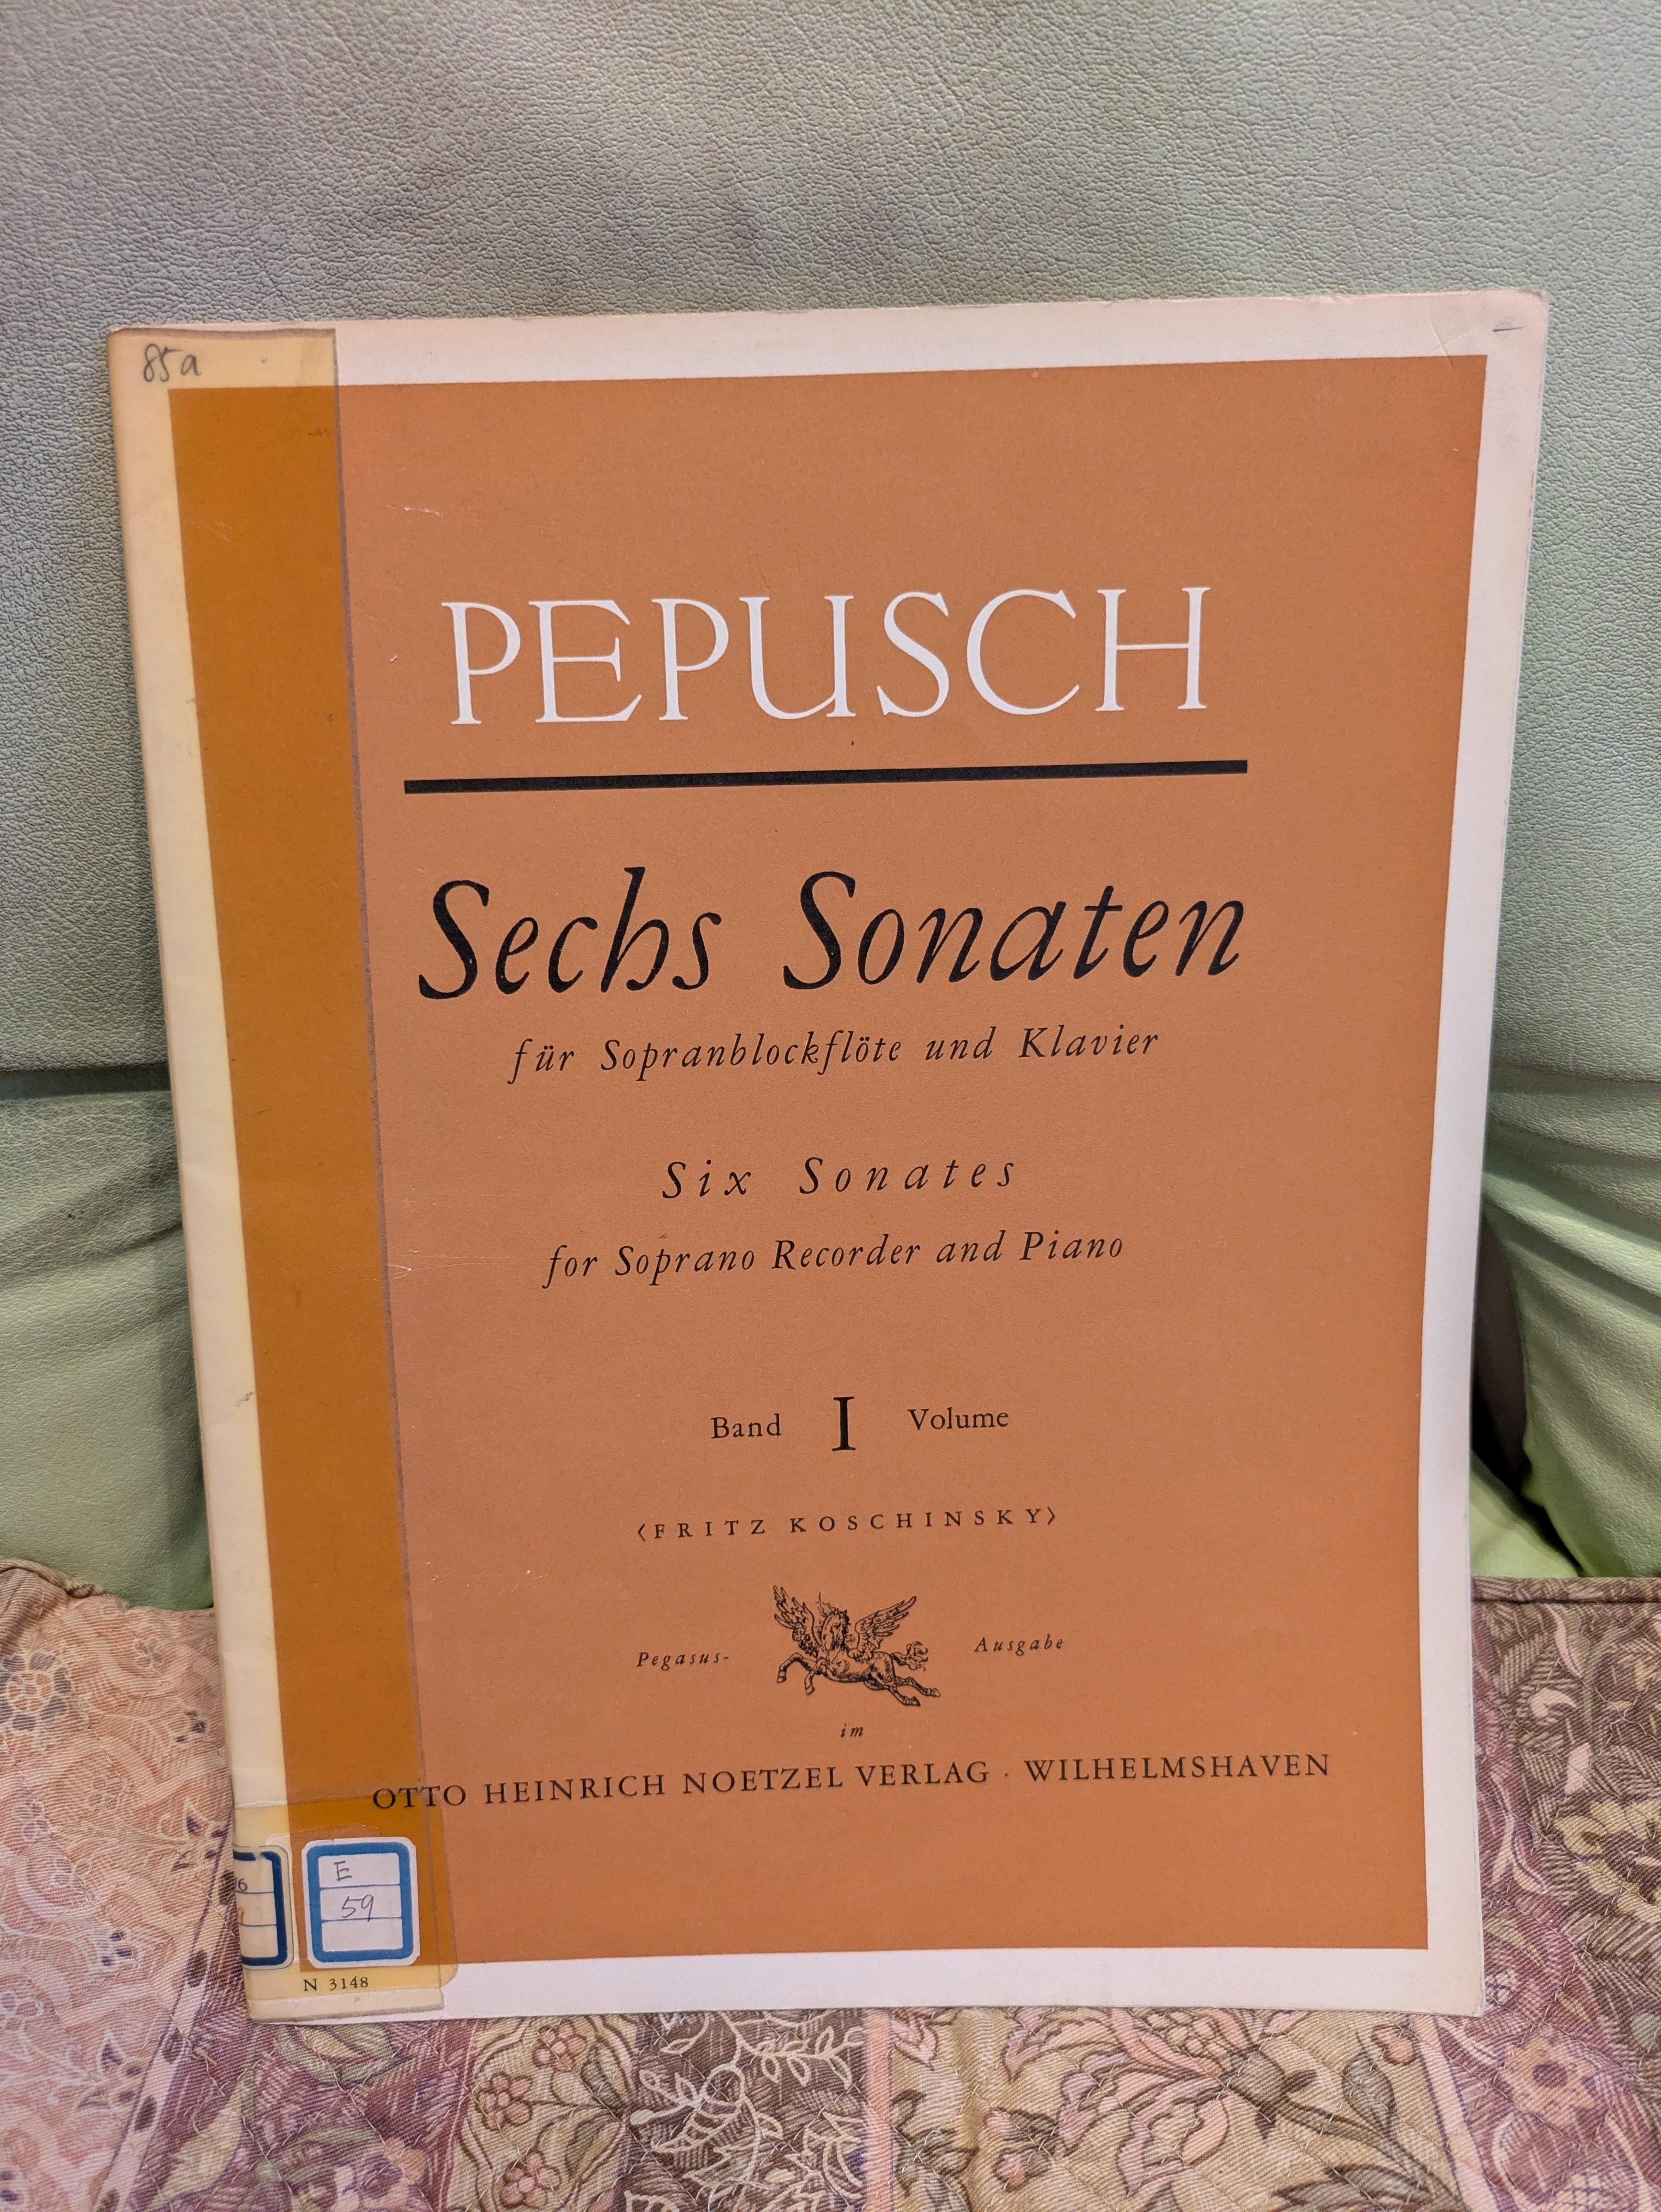 85a
PEPUSCH
Sechs Sonaten
für Sopranblockflöte und Klavier
Six Sonates
for Soprano Recorder and Piano
Band I Volume
〈FRITZ KOSCHINSKY〉
Pegasus- Ausgabe
im
OTTO HEINRICH NOETZEL VERLAG · WILHELMSHAVEN
6
E
59
N 3148